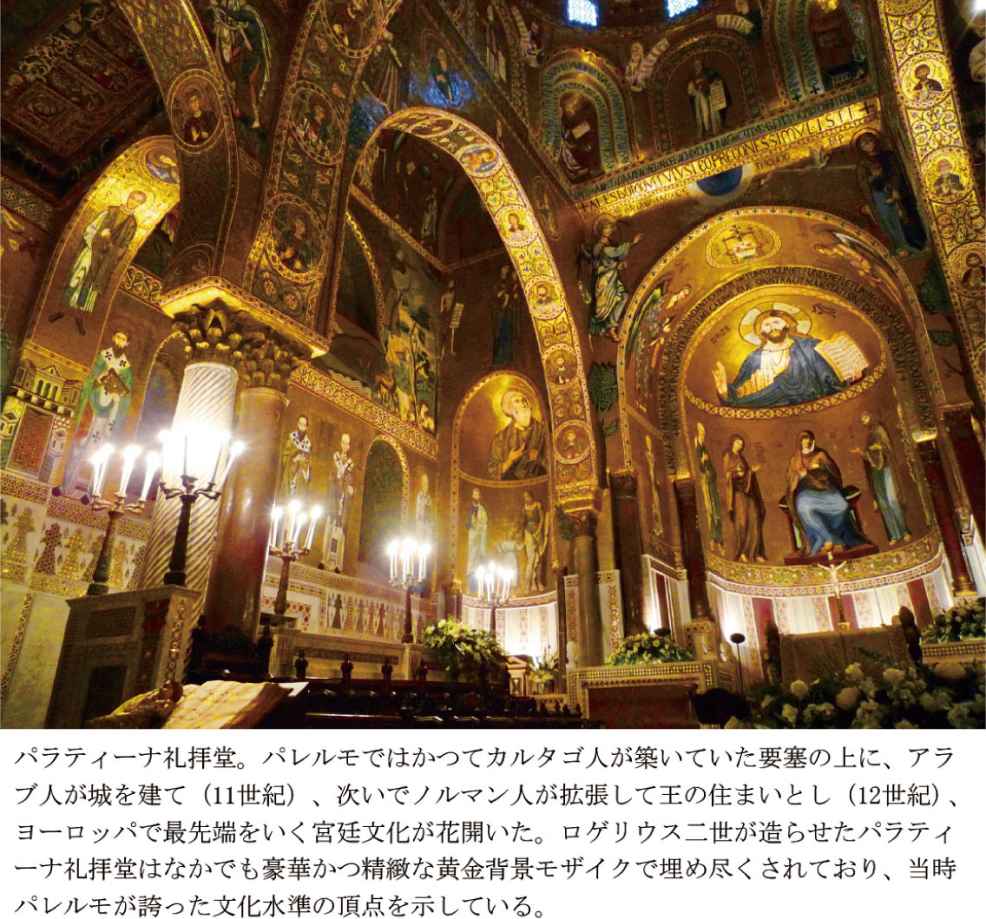 パラティーナ礼拝堂。パレルモではかつてカルタゴ人が築いていた要塞の上に、アラ
ブ人が城を建て（11世紀）、次いでノルマン人が拡張して王の住まいとし（12世紀）、
ヨーロッパで最先端をいく宮廷文化が花開いた。ロゲリウス二世が造らせたパラティ
ーナ礼拝堂はなかでも豪華かつ精緻な黄金背景モザイクで埋め尽くされており、当時
パレルモが誇った文化水準の頂点を示している。